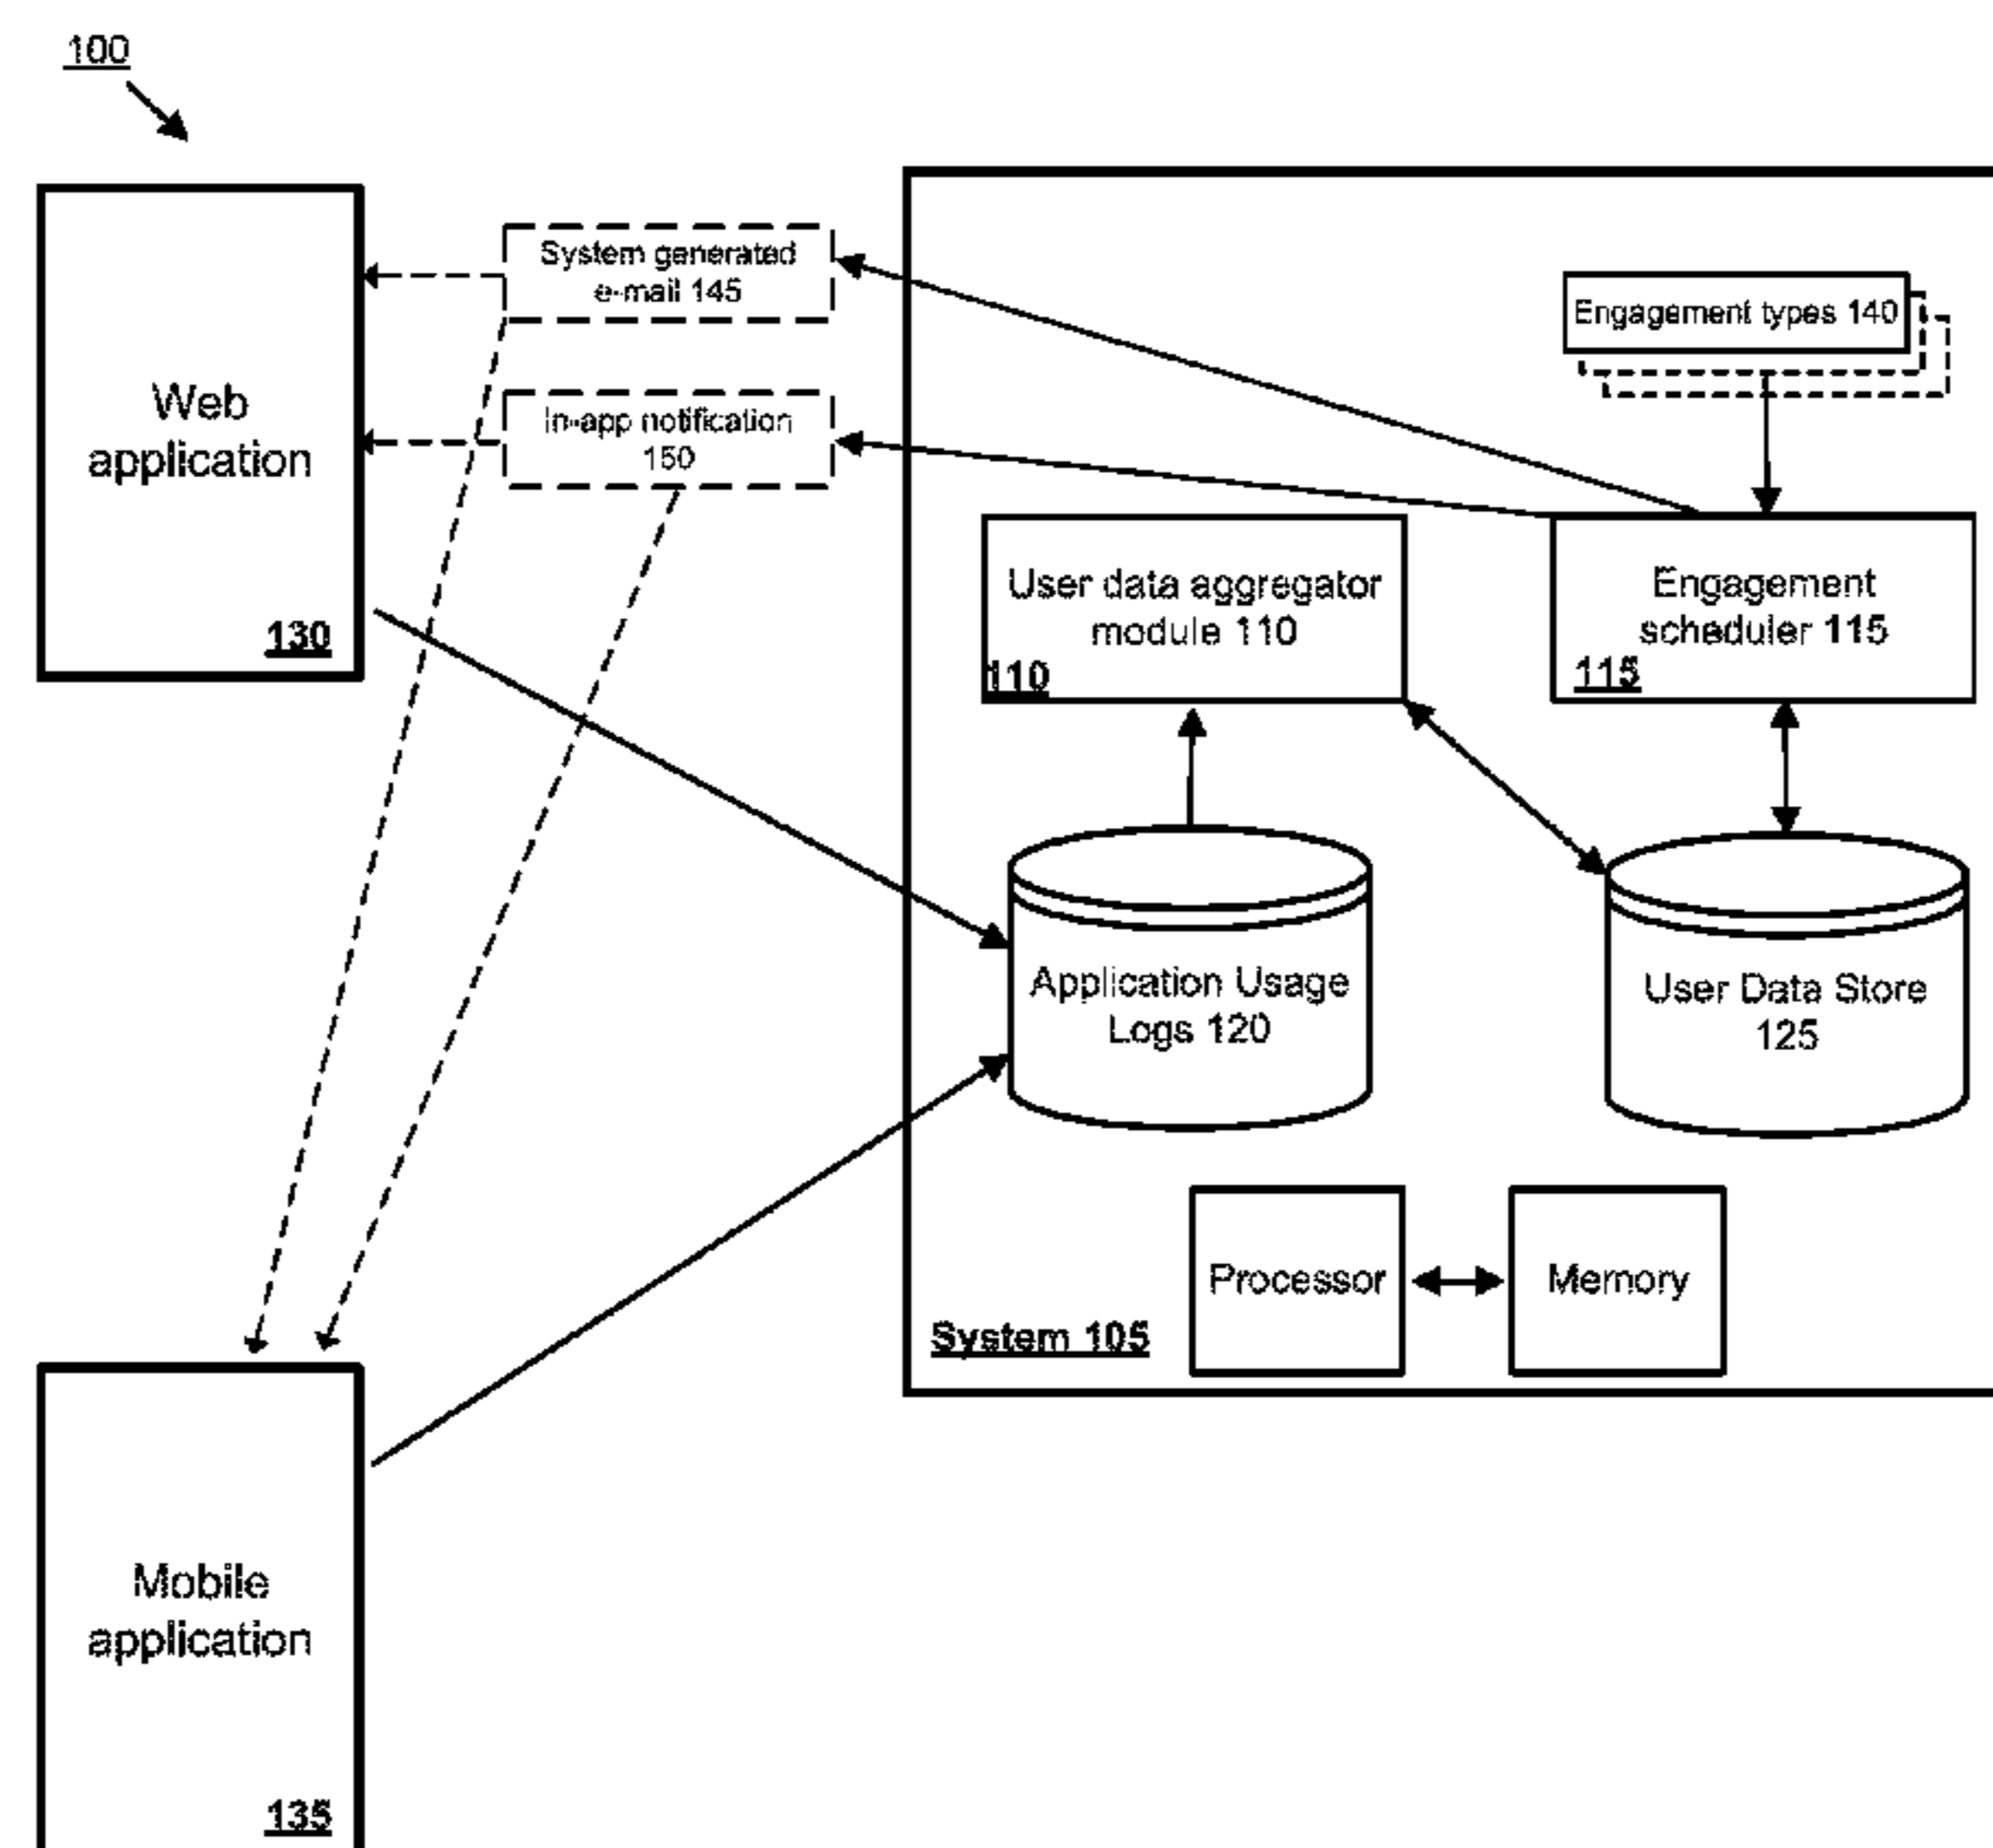 100
Web
application
130
System generated
e-mail 145
In-app notification
150
Engagement types 140
User data aggregator
module 110
110
Engagement
scheduler 115
115
Application Usage
Logs 120
User Data Store
125
Processor
Memory
System 105
Mobile
application
135